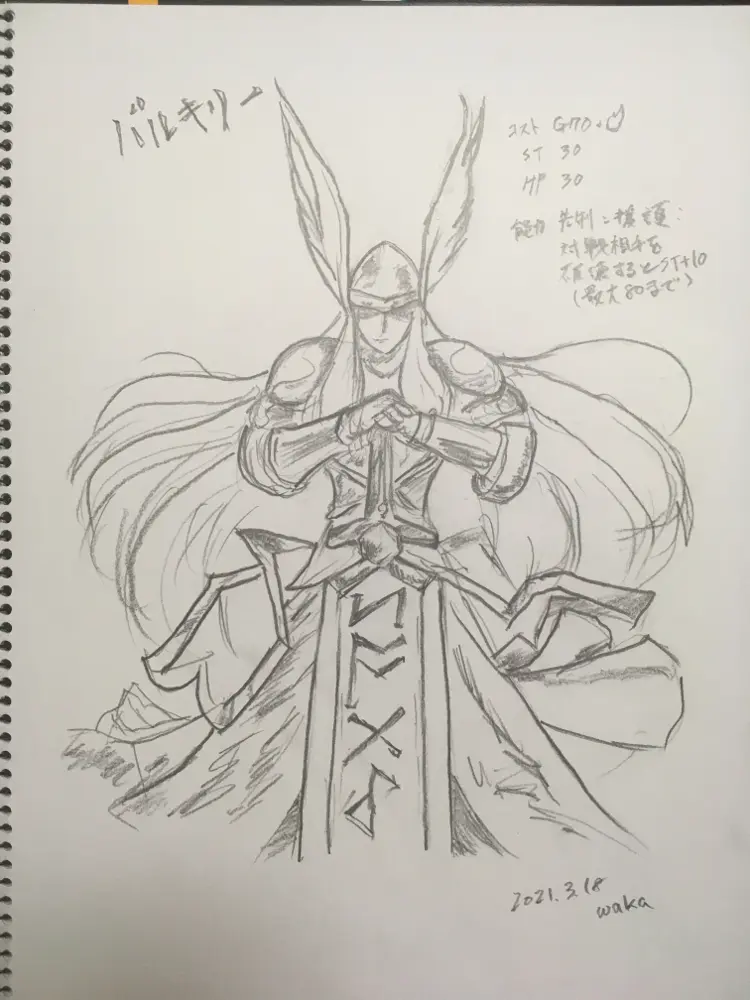 バルキリー
コスト G70+
ST 30
HP 30
能力 先制;援護;
対戦相手を
破壊するとST+10
(最大80まで)
2021.3.18
waka